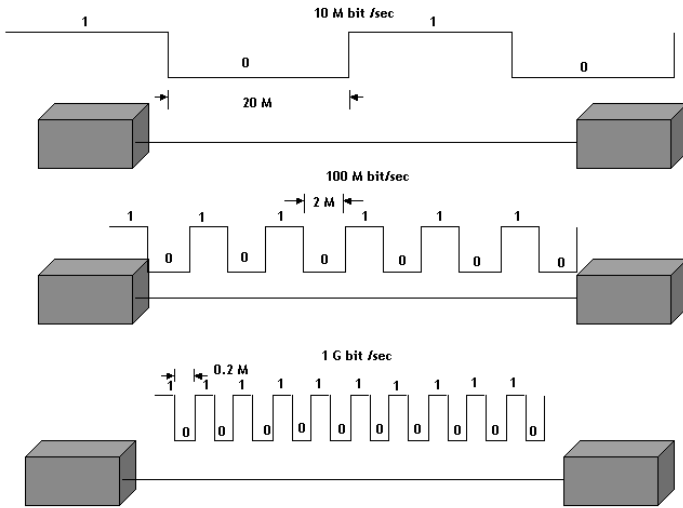 10 M bit /sec
1 1
0 0
20 M
100 M bit/sec
2 M
1 1 1 1 1 1
0 0 0 0 0 0
1 G bit /sec
0.2 M
1 1 1 1 1 1 1 1 1 1
0 0 0 0 0 0 0 0 0 0